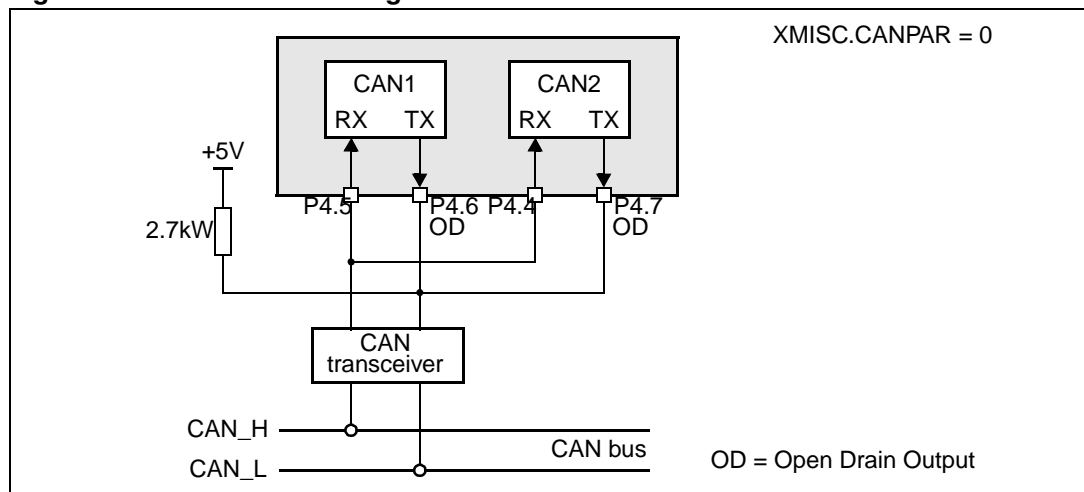 XMISC.CANPAR = 0
CAN1
CAN2
RX TX
RX TX
+5V
P4.5
P4.6
P4.4
P4.7
OD
OD
2.7kW
CAN
transceiver
CAN_H
CAN bus
CAN_L
OD = Open Drain Output